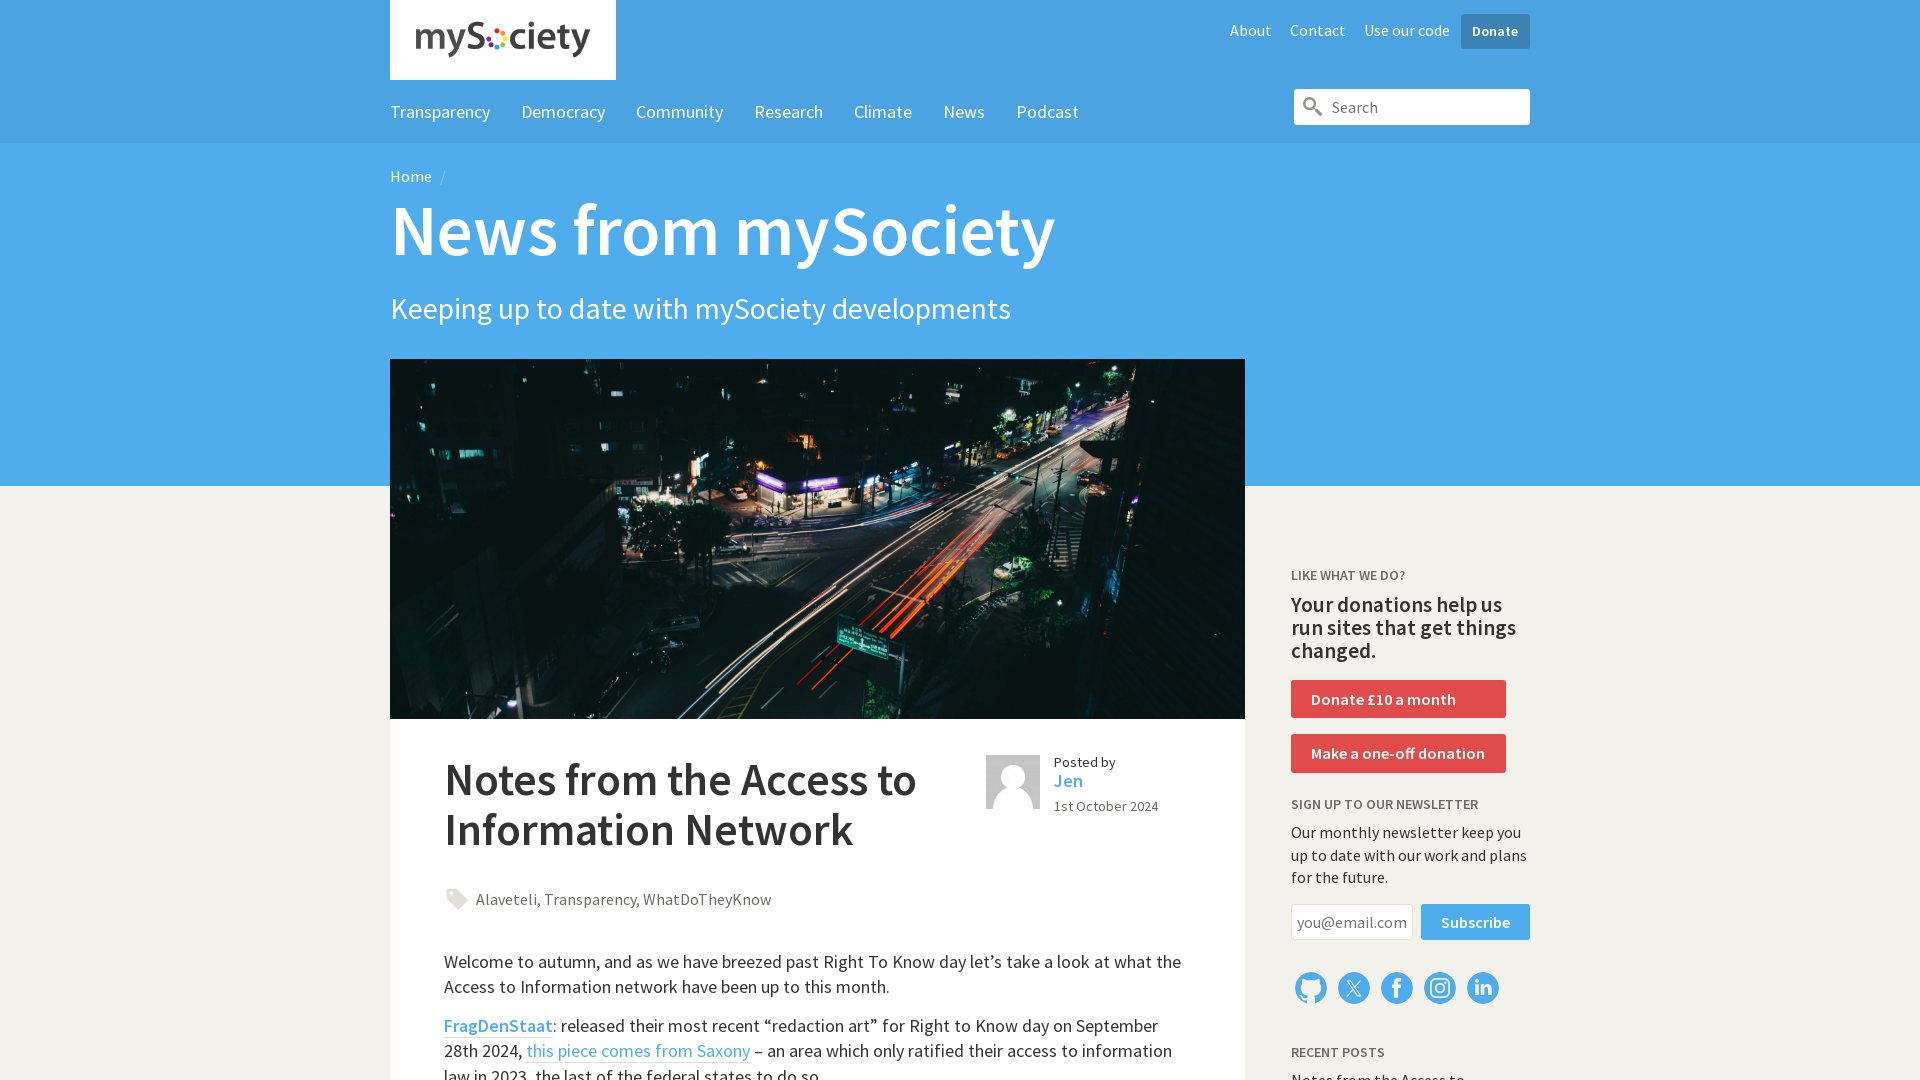 mySociety
About
Contact
Use our code
Donate
Transparency
Democracy
Community
Research
Climate
News
Podcast
Search
Home /
News from mySociety
Keeping up to date with mySociety developments
Notes from the Access to
Information Network
Posted by
Jen
1st October 2024
Alaveteli, Transparency, WhatDoTheyKnow
Welcome to autumn, and as we have breezed past Right To Know day let’s take a look at what the
Access to Information network have been up to this month.
FragDenStaat: released their most recent “redaction art” for Right to Know day on September
28th 2024, this piece comes from Saxony – an area which only ratified their access to information
law in 2023, the last of the federal states to do so.
LIKE WHAT WE DO?
Your donations help us
run sites that get things
changed.
Donate £10 a month
Make a one-off donation
SIGN UP TO OUR NEWSLETTER
Our monthly newsletter keep you
up to date with our work and plans
for the future.
you@email.com
Subscribe
RECENT POSTS
Notes from the Access to